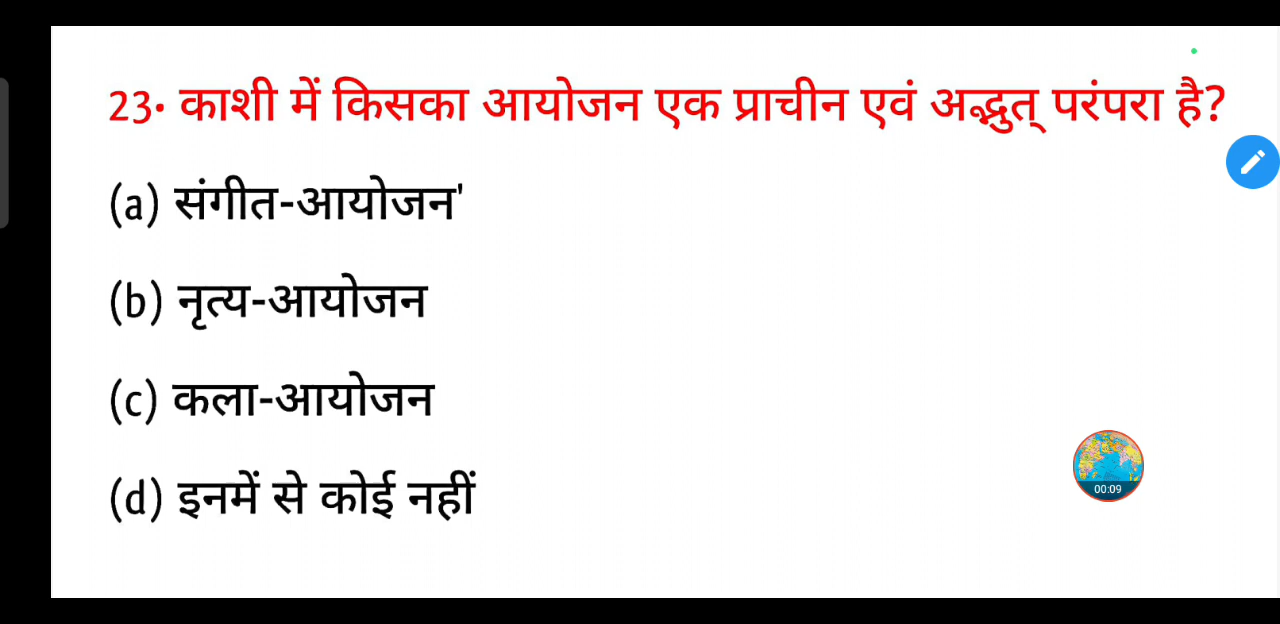 23• काशी में किसका आयोजन एक प्राचीन एवं अद्भुत् परंपरा है?
(a) संगीत-आयोजन'
(b) नृत्य-आयोजन
(c) कला-आयोजन
(d) इनमें से कोई नहीं
00:09